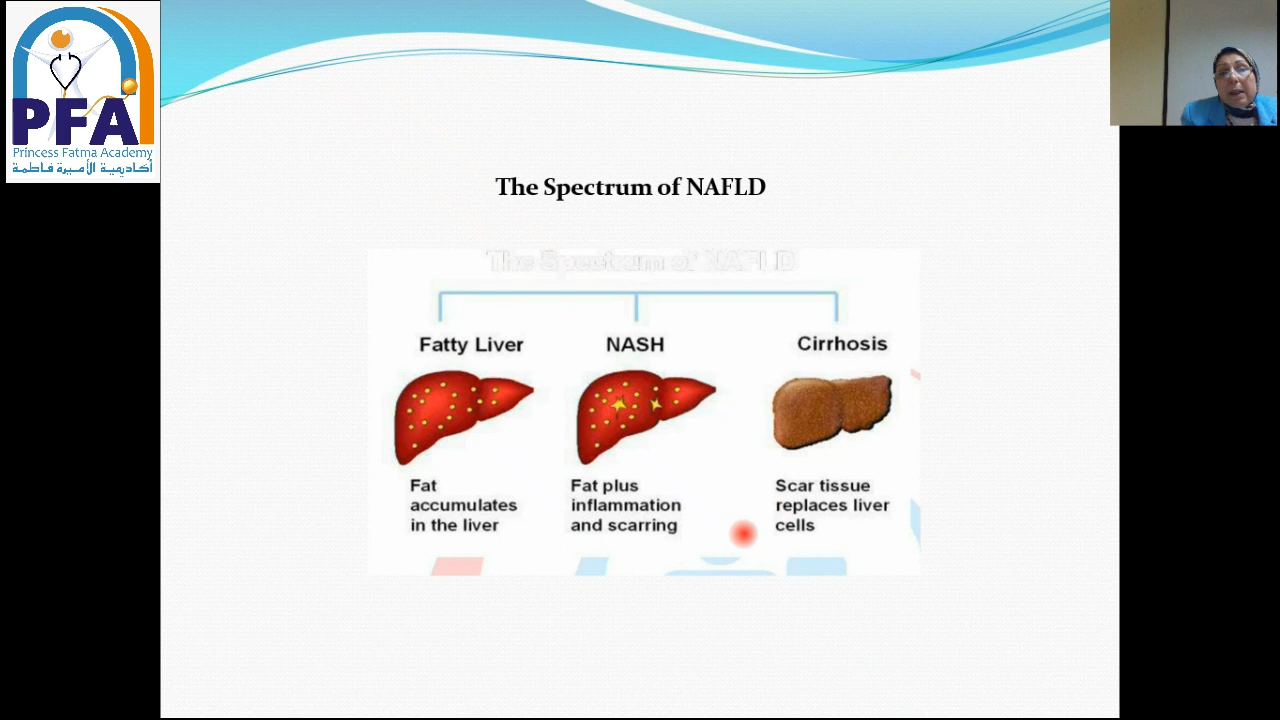 PFA
Princess Fatma Academy
أكاديمية الأميرة فاطمة
The Spectrum of NAFLD
The Spectrum of NAFLD
Fatty Liver
NASH
Cirrhosis
Fat
accumulates
in the liver
Fat plus
inflammation
and scarring
Scar tissue
replaces liver
cells